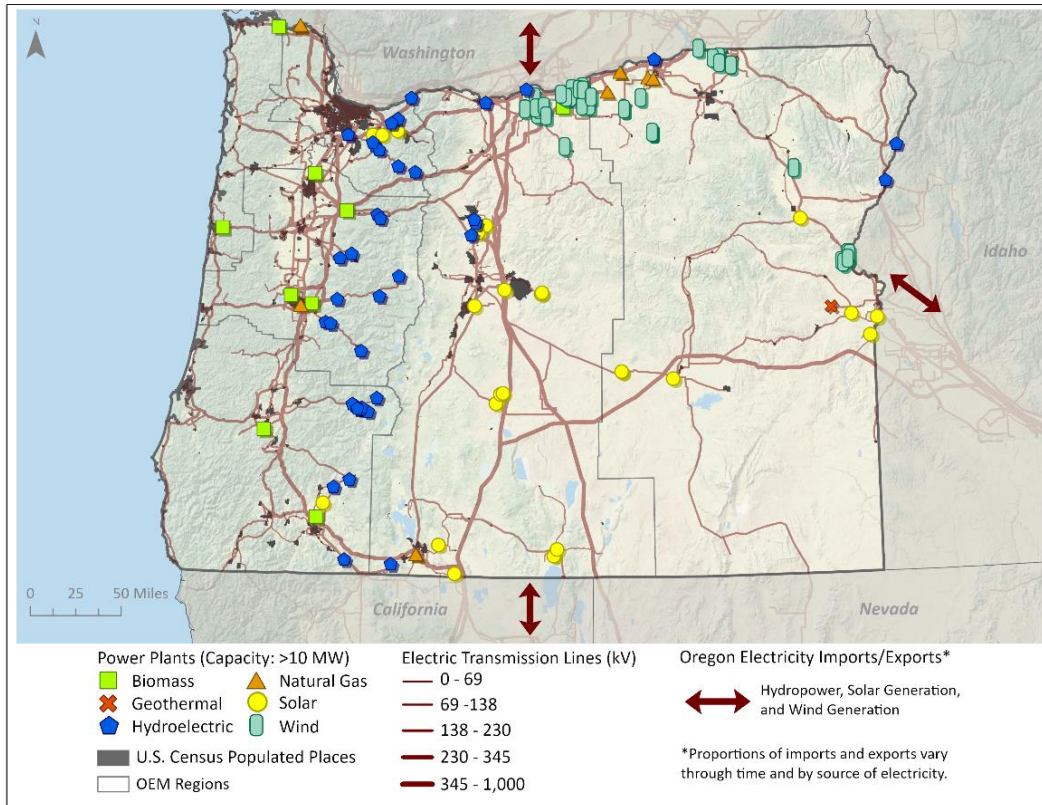 N
Washington
Idaho
0 25 50 Miles
California
Nevada
Power Plants (Capacity: >10 MW)
Biomass
Natural Gas
Geothermal
Solar
Hydroelectric
Wind
U.S. Census Populated Places
OEM Regions
Electric Transmission Lines (kV)
0 - 69
69 -138
138 - 230
230 - 345
345 - 1,000
Oregon Electricity Imports/Exports*
Hydropower, Solar Generation,
and Wind Generation
*Proportions of imports and exports vary
through time and by source of electricity.